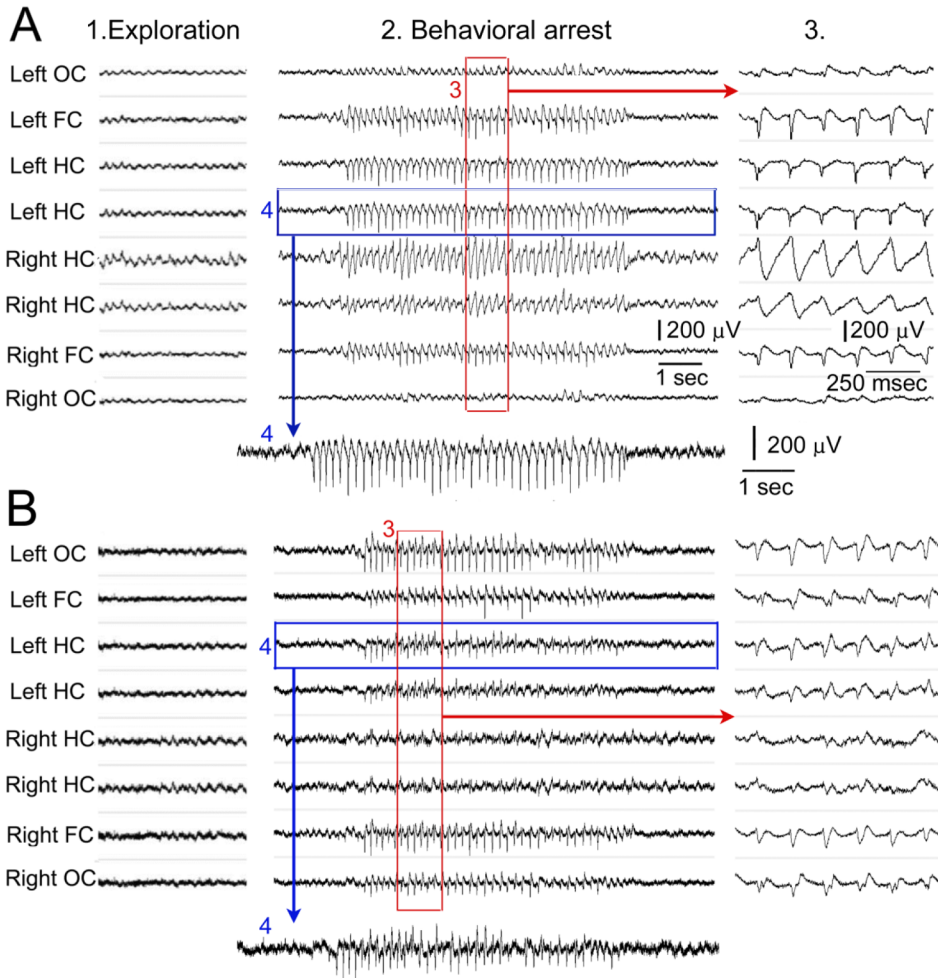 A
1.Exploration
2. Behavioral arrest
3.
Left OC
3
Left FC
Left HC
4
Left HC
Right HC
Right HC
200 µV
200 µV
Right FC
1 sec
250 msec
Right OC
4
200 µV
1 sec
B
3
Left OC
Left FC
4
Left HC
Left HC
Right HC
Right HC
Right FC
Right OC
4